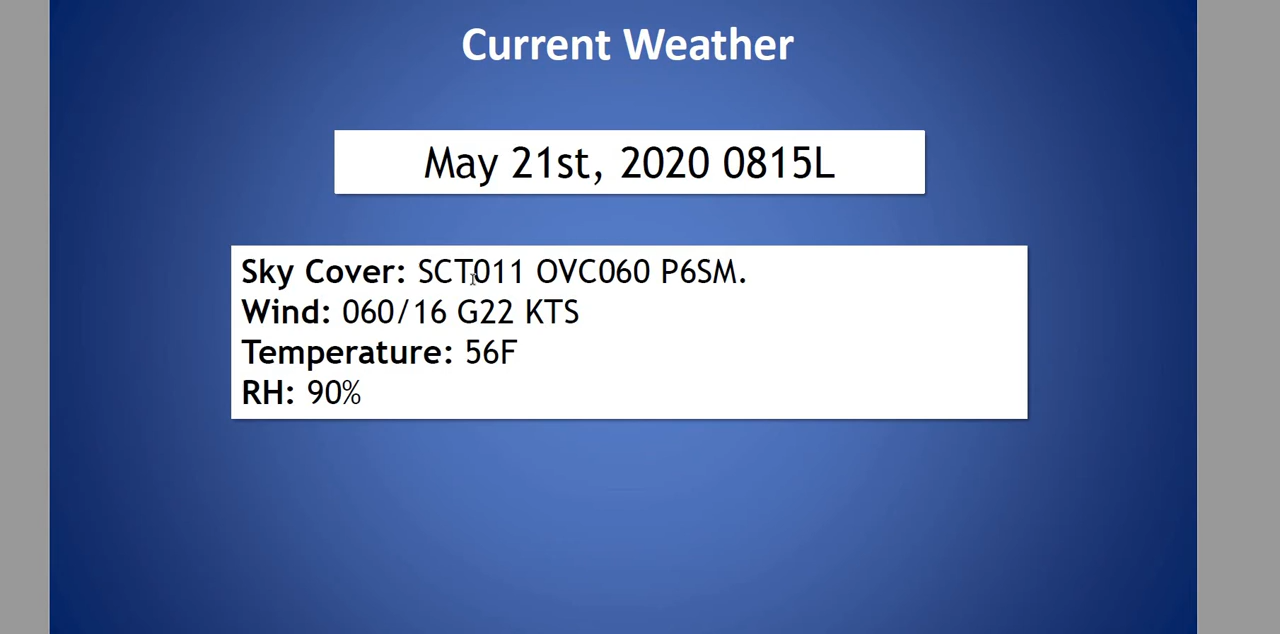 Current Weather
May 21st, 2020 0815L
Sky Cover: SCT011 OVC060 P6SM.
Wind: 060/16 G22 KTS
Temperature: 56F
RH: 90%